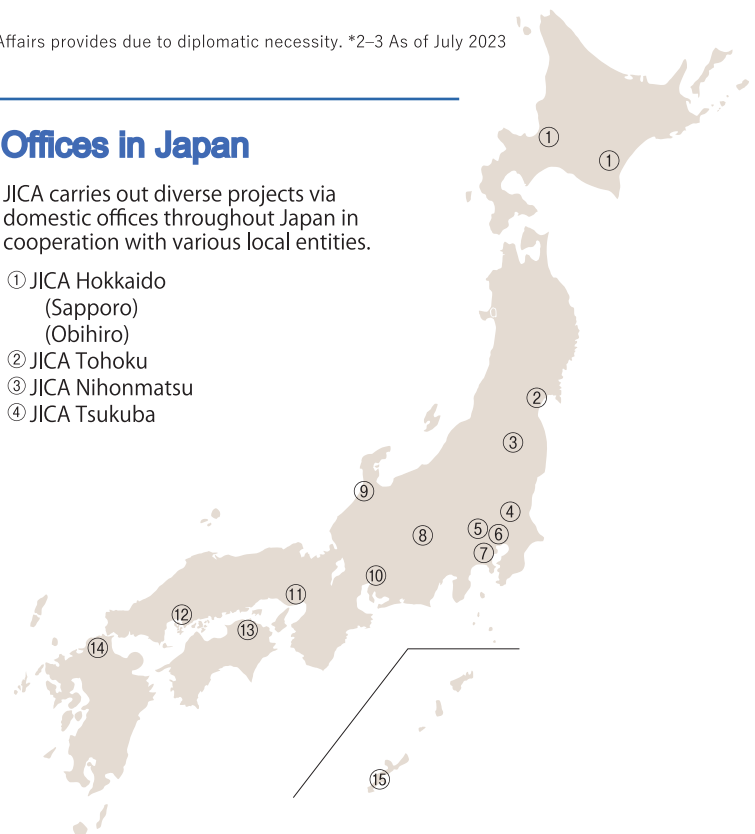 Affairs provides due to diplomatic necessity. *2–3 As of July 2023
Offices in Japan
JICA carries out diverse projects via
domestic offices throughout Japan in
cooperation with various local entities.
① JICA Hokkaido
(Sapporo)
(Obihiro)
② JICA Tohoku
③ JICA Nihonmatsu
④ JICA Tsukuba
①
①
②
③
⑨
④
⑤
⑥
⑧
⑦
⑩
⑪
⑫
⑬
⑭
⑮